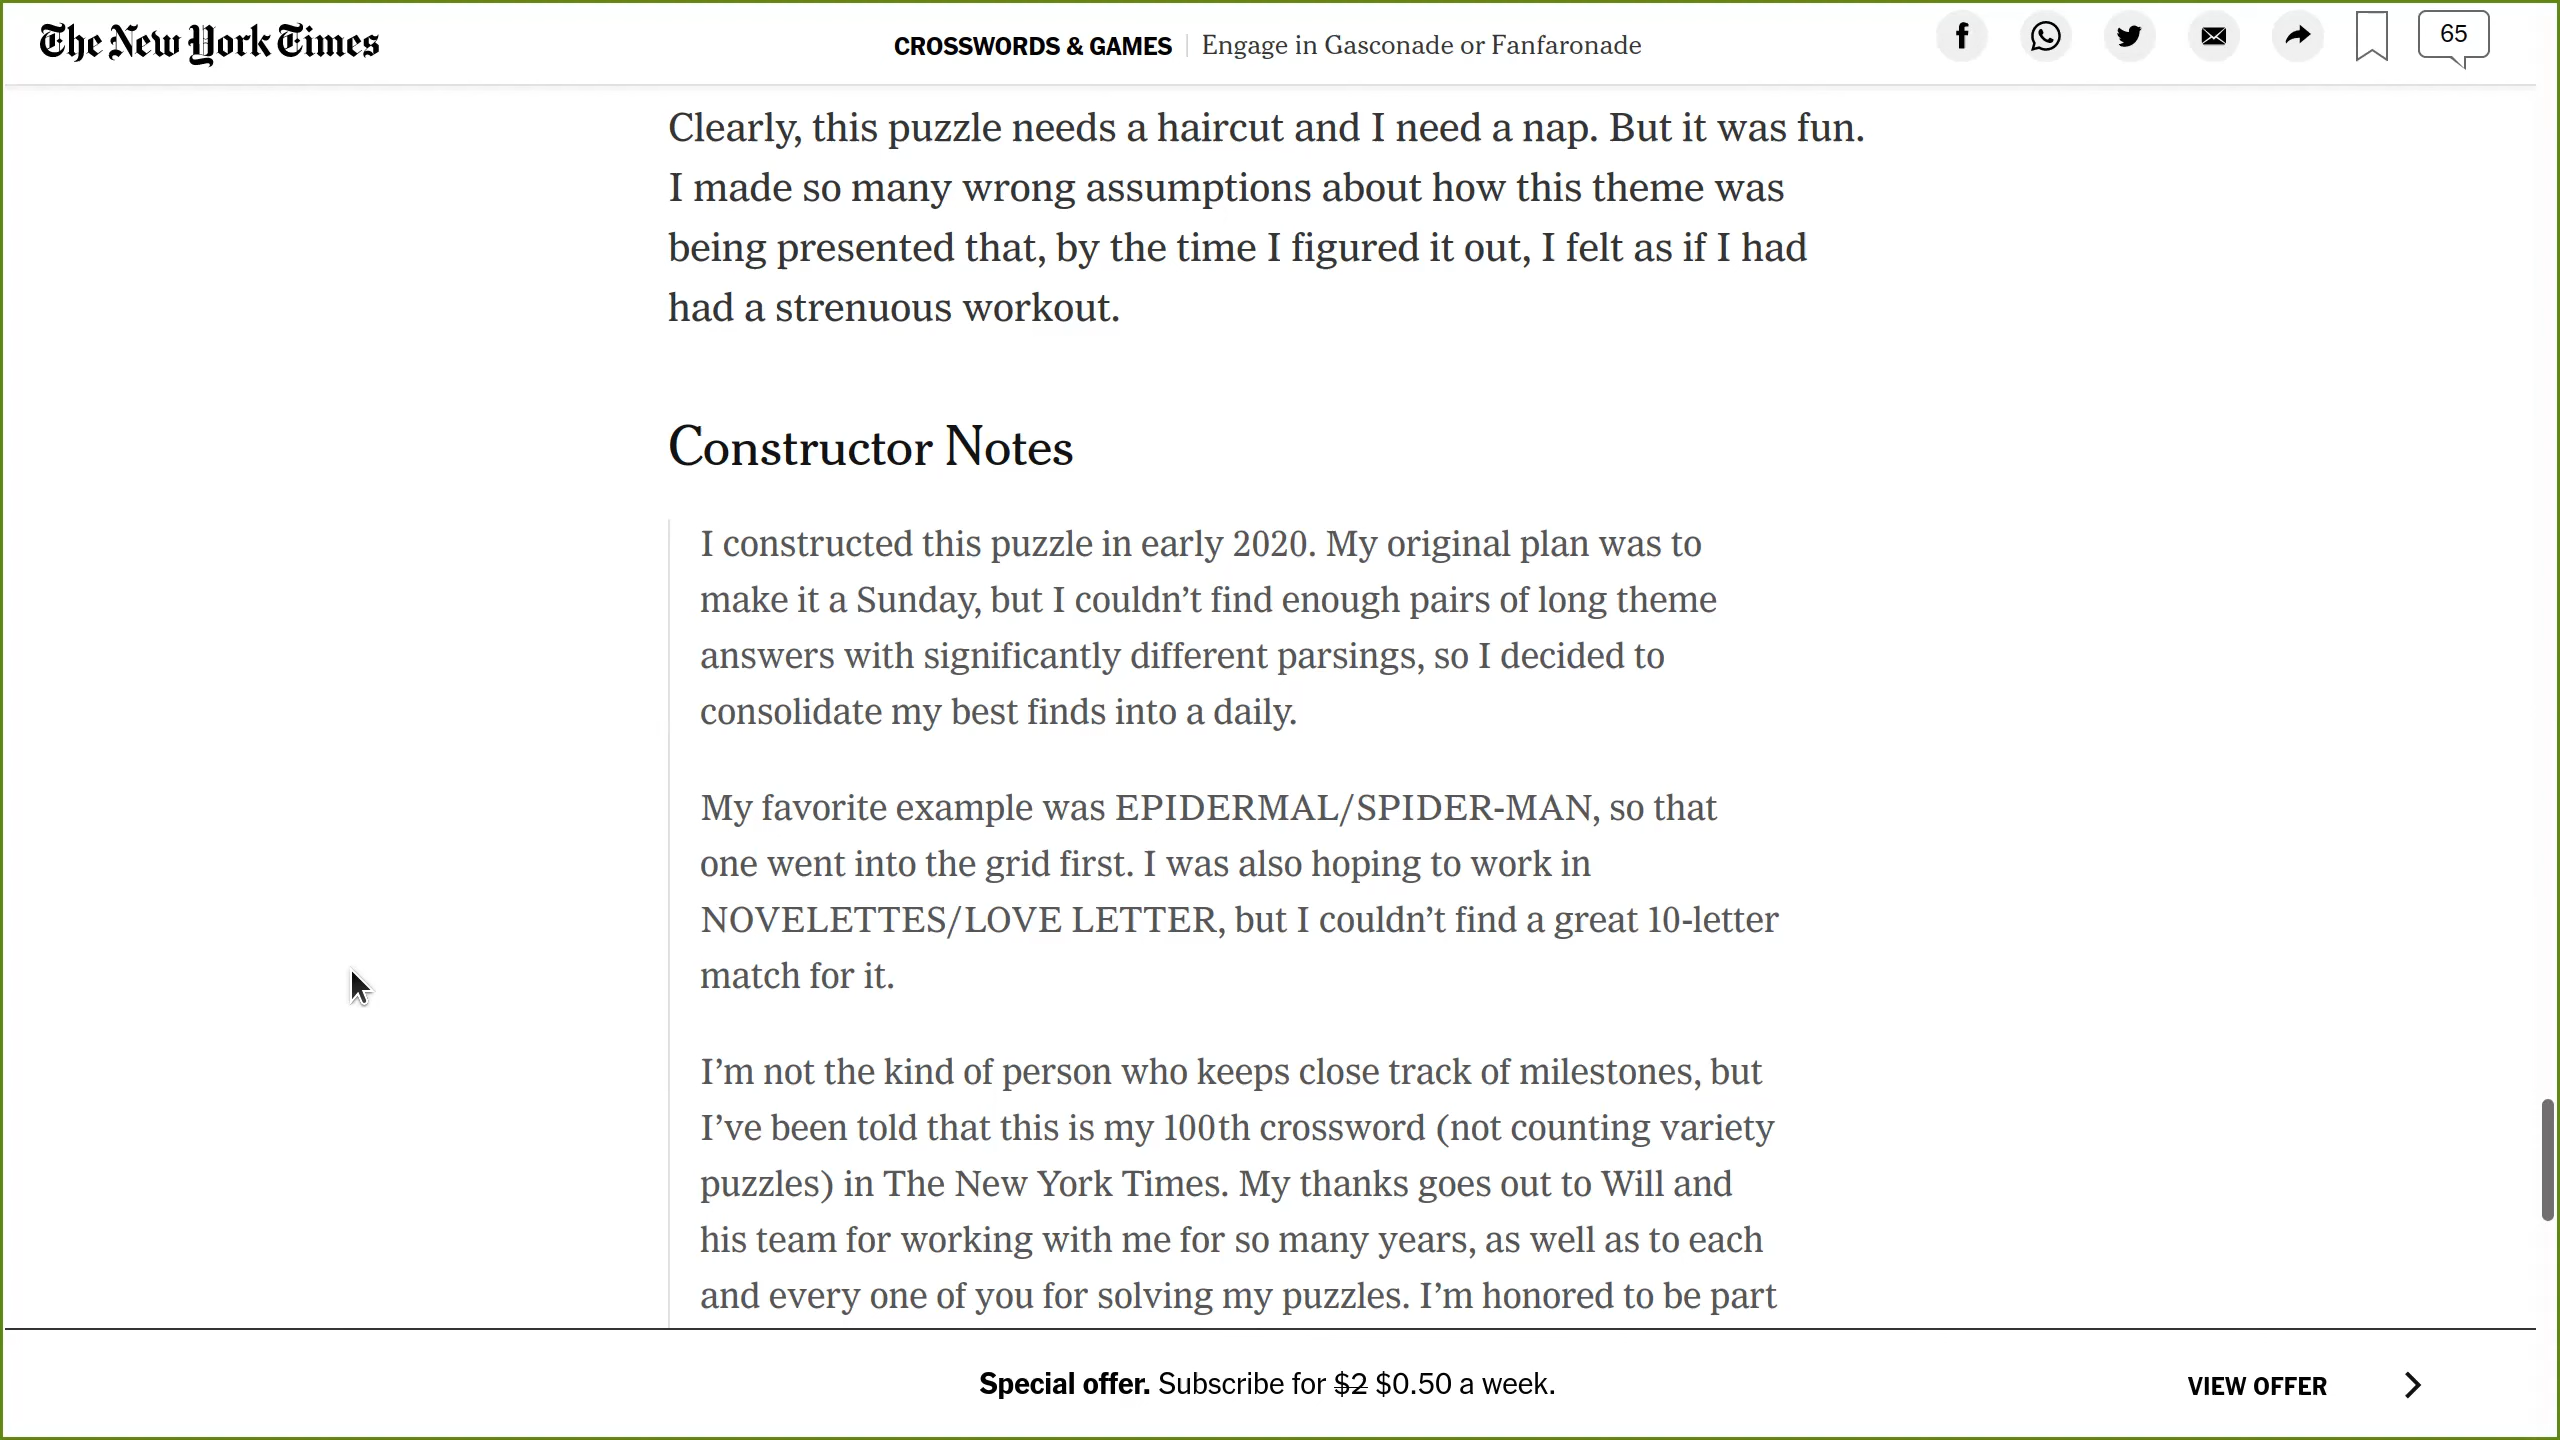 The New York Times
CROSSWORDS & GAMES | Engage in Gasconade or Fanfaronade
65
Clearly, this puzzle needs a haircut and I need a nap. But it was fun.
I made so many wrong assumptions about how this theme was
being presented that, by the time I figured it out, I felt as if I had
had a strenuous workout.
Constructor Notes
I constructed this puzzle in early 2020. My original plan was to
make it a Sunday, but I couldn’t find enough pairs of long theme
answers with significantly different parsings, so I decided to
consolidate my best finds into a daily.
My favorite example was EPIDERMAL/SPIDER-MAN, so that
one went into the grid first. I was also hoping to work in
NOVELETTES/LOVE LETTER, but I couldn’t find a great 10-letter
match for it.
I’m not the kind of person who keeps close track of milestones, but
I’ve been told that this is my 100th crossword (not counting variety
puzzles) in The New York Times. My thanks goes out to Will and
his team for working with me for so many years, as well as to each
and every one of you for solving my puzzles. I’m honored to be part
Special offer. Subscribe for $2 $0.50 a week.
VIEW OFFER